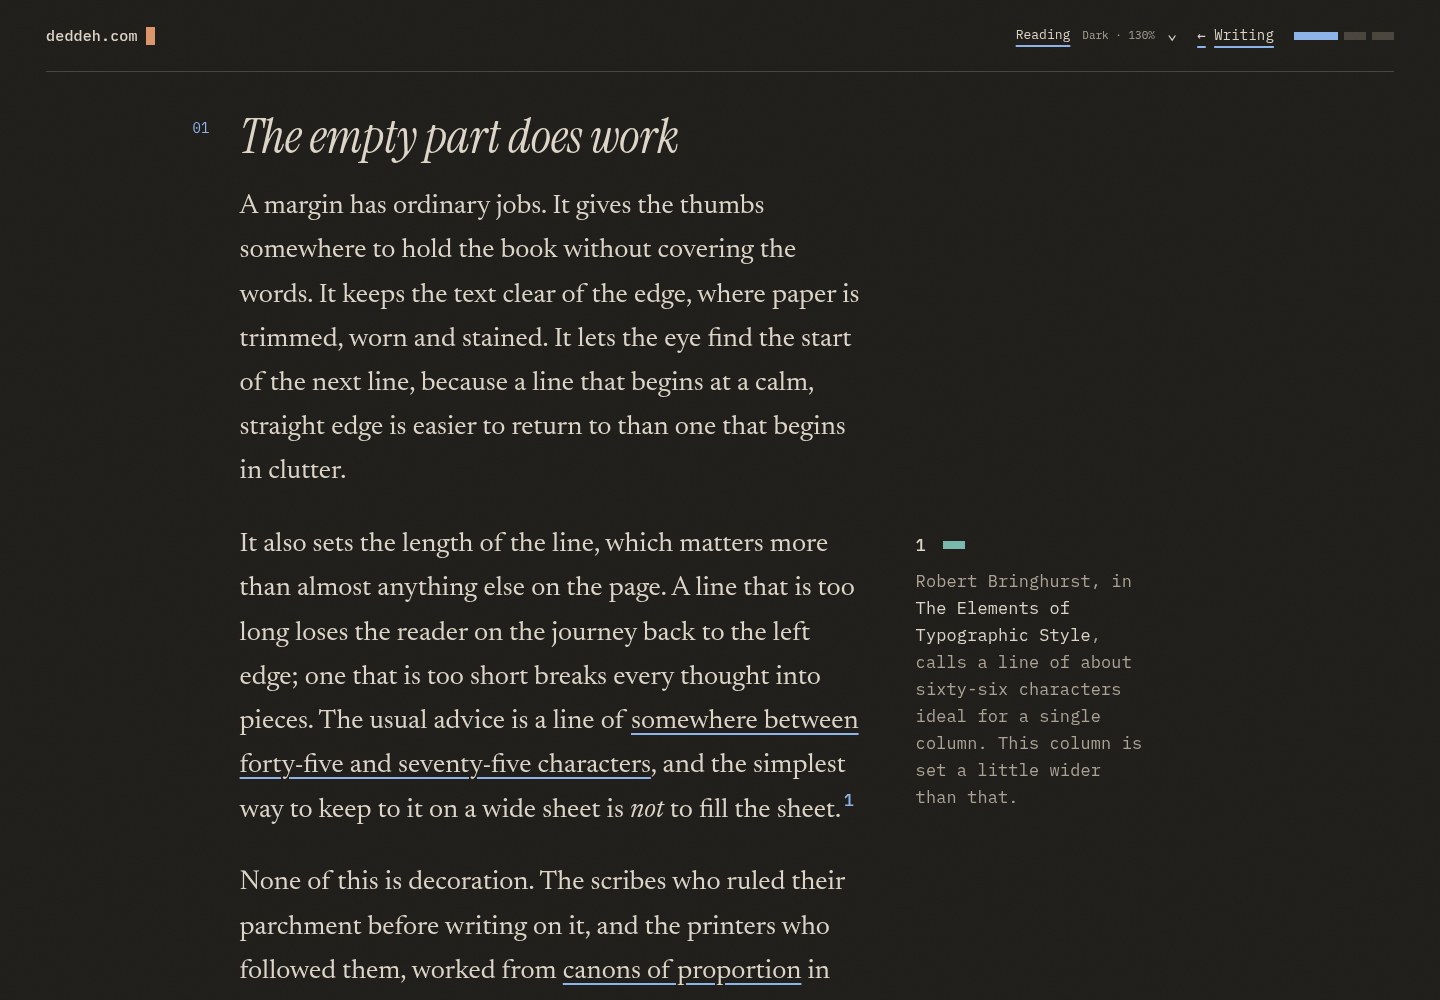 deddeh.com
Reading Dark · 130% ← Writing
01
The empty part does work
A margin has ordinary jobs. It gives the thumbs
somewhere to hold the book without covering the
words. It keeps the text clear of the edge, where paper is
trimmed, worn and stained. It lets the eye find the start
of the next line, because a line that begins at a calm,
straight edge is easier to return to than one that begins
in clutter.
It also sets the length of the line, which matters more
than almost anything else on the page. A line that is too
long loses the reader on the journey back to the left
edge; one that is too short breaks every thought into
pieces. The usual advice is a line of somewhere between
forty-five and seventy-five characters, and the simplest
way to keep to it on a wide sheet is not to fill the sheet.1
1
Robert Bringhurst, in
The Elements of
Typographic Style,
calls a line of about
sixty-six characters
ideal for a single
column. This column is
set a little wider
than that.
None of this is decoration. The scribes who ruled their
parchment before writing on it, and the printers who
followed them, worked from canons of proportion in